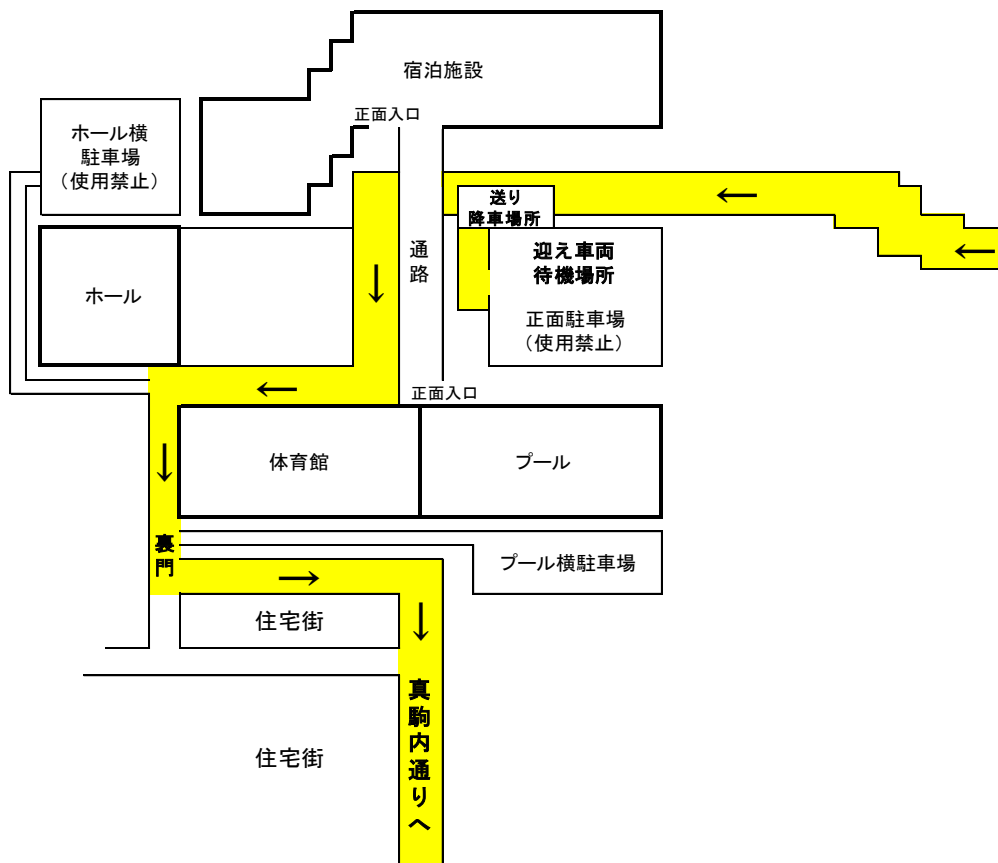 宿泊施設
正面入口
ホール横
駐車場
（使用禁止）
←
送り
降車場所
←
通路
迎え車両
待機場所
正面駐車場
（使用禁止）
ホール
↓
←
正面入口
体育館
プール
↓
裏門
プール横駐車場
→
住宅街
↓
真駒内通りへ
住宅街